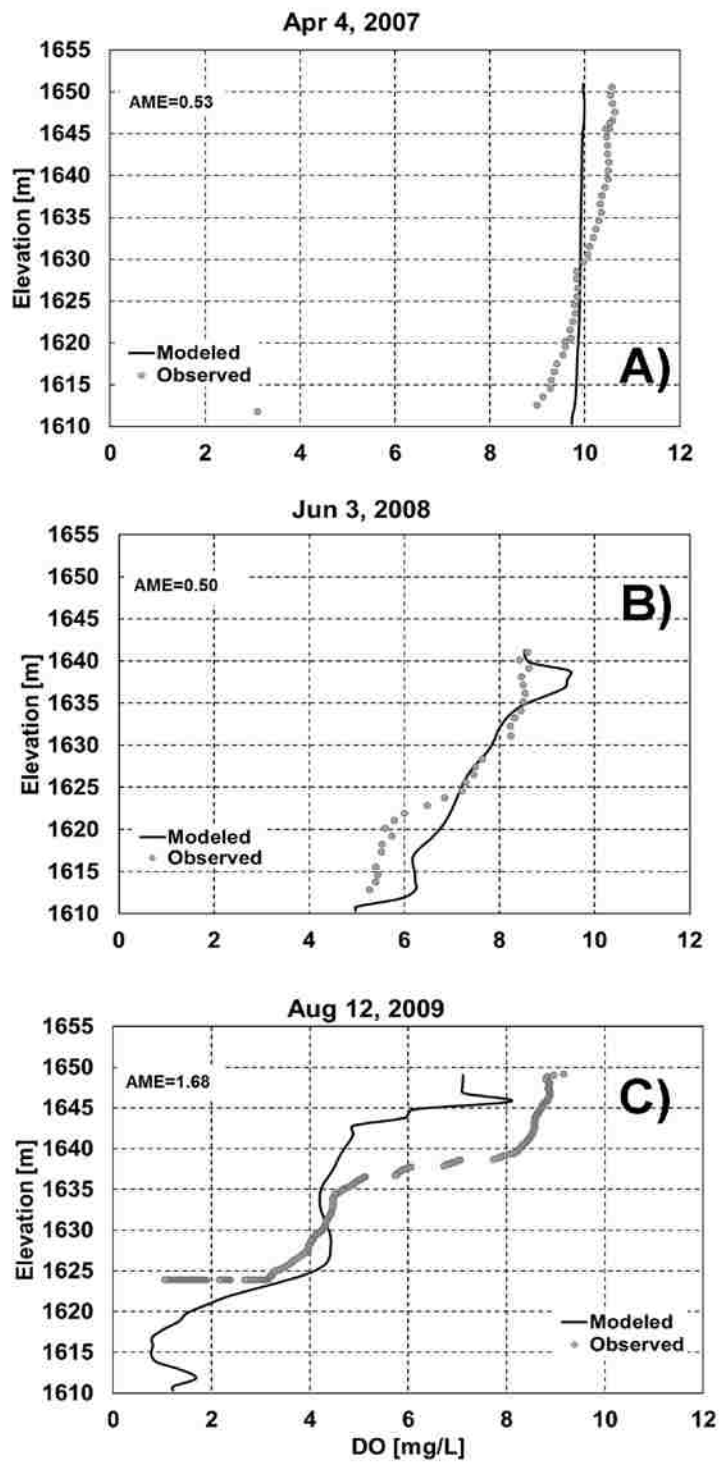 Apr 4, 2007
1655
1650
1645
1640
1635
1630
1625
1620
1615
1610
Elevation [m]
AME=0.53
Modeled
Observed
A)
0 2 4 6 8 10 12
Jun 3, 2008
1655
1650
1645
1640
1635
1630
1625
1620
1615
1610
Elevation [m]
AME=0.50
B)
Modeled
Observed
0 2 4 6 8 10 12
Aug 12, 2009
1655
1650
1645
1640
1635
1630
1625
1620
1615
1610
Elevation [m]
AME=1.68
C)
Modeled
Observed
0 2 4 6 8 10 12
DO [mg/L]